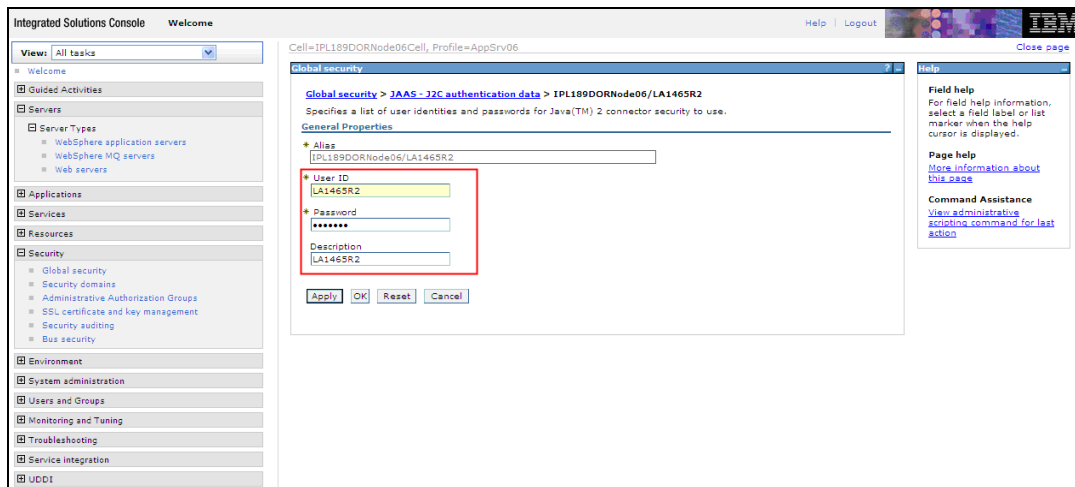 Integrated Solutions Console Welcome Help | Logout IBM
View: All tasks
Cell=IPL189DORNode06Cell, Profile=AppSrv06 Close page
Welcome
Guided Activities
Servers
Server Types
WebSphere application servers
WebSphere MQ servers
Web servers
Applications
Services
Resources
Security
Global security
Security domains
Administrative Authorization Groups
SSL certificate and key management
Security auditing
Bus security
Environment
System administration
Users and Groups
Monitoring and Tuning
Troubleshooting
Service integration
UDDI
Global security ? -
Global security > JAAS - J2C authentication data > IPL189DORNode06/LA1465R2
Specifies a list of user identities and passwords for Java(TM) 2 connector security to use.
General Properties
* Alias
IPL189DORNode06/LA1465R2
* User ID
LA1465R2
* Password
•••••••
Description
LA1465R2
Apply OK Reset Cancel
Help -
Field help
For field help information,
select a field label or list
marker when the help
cursor is displayed.
Page help
More information about
this page
Command Assistance
View administrative
scripting command for last
action